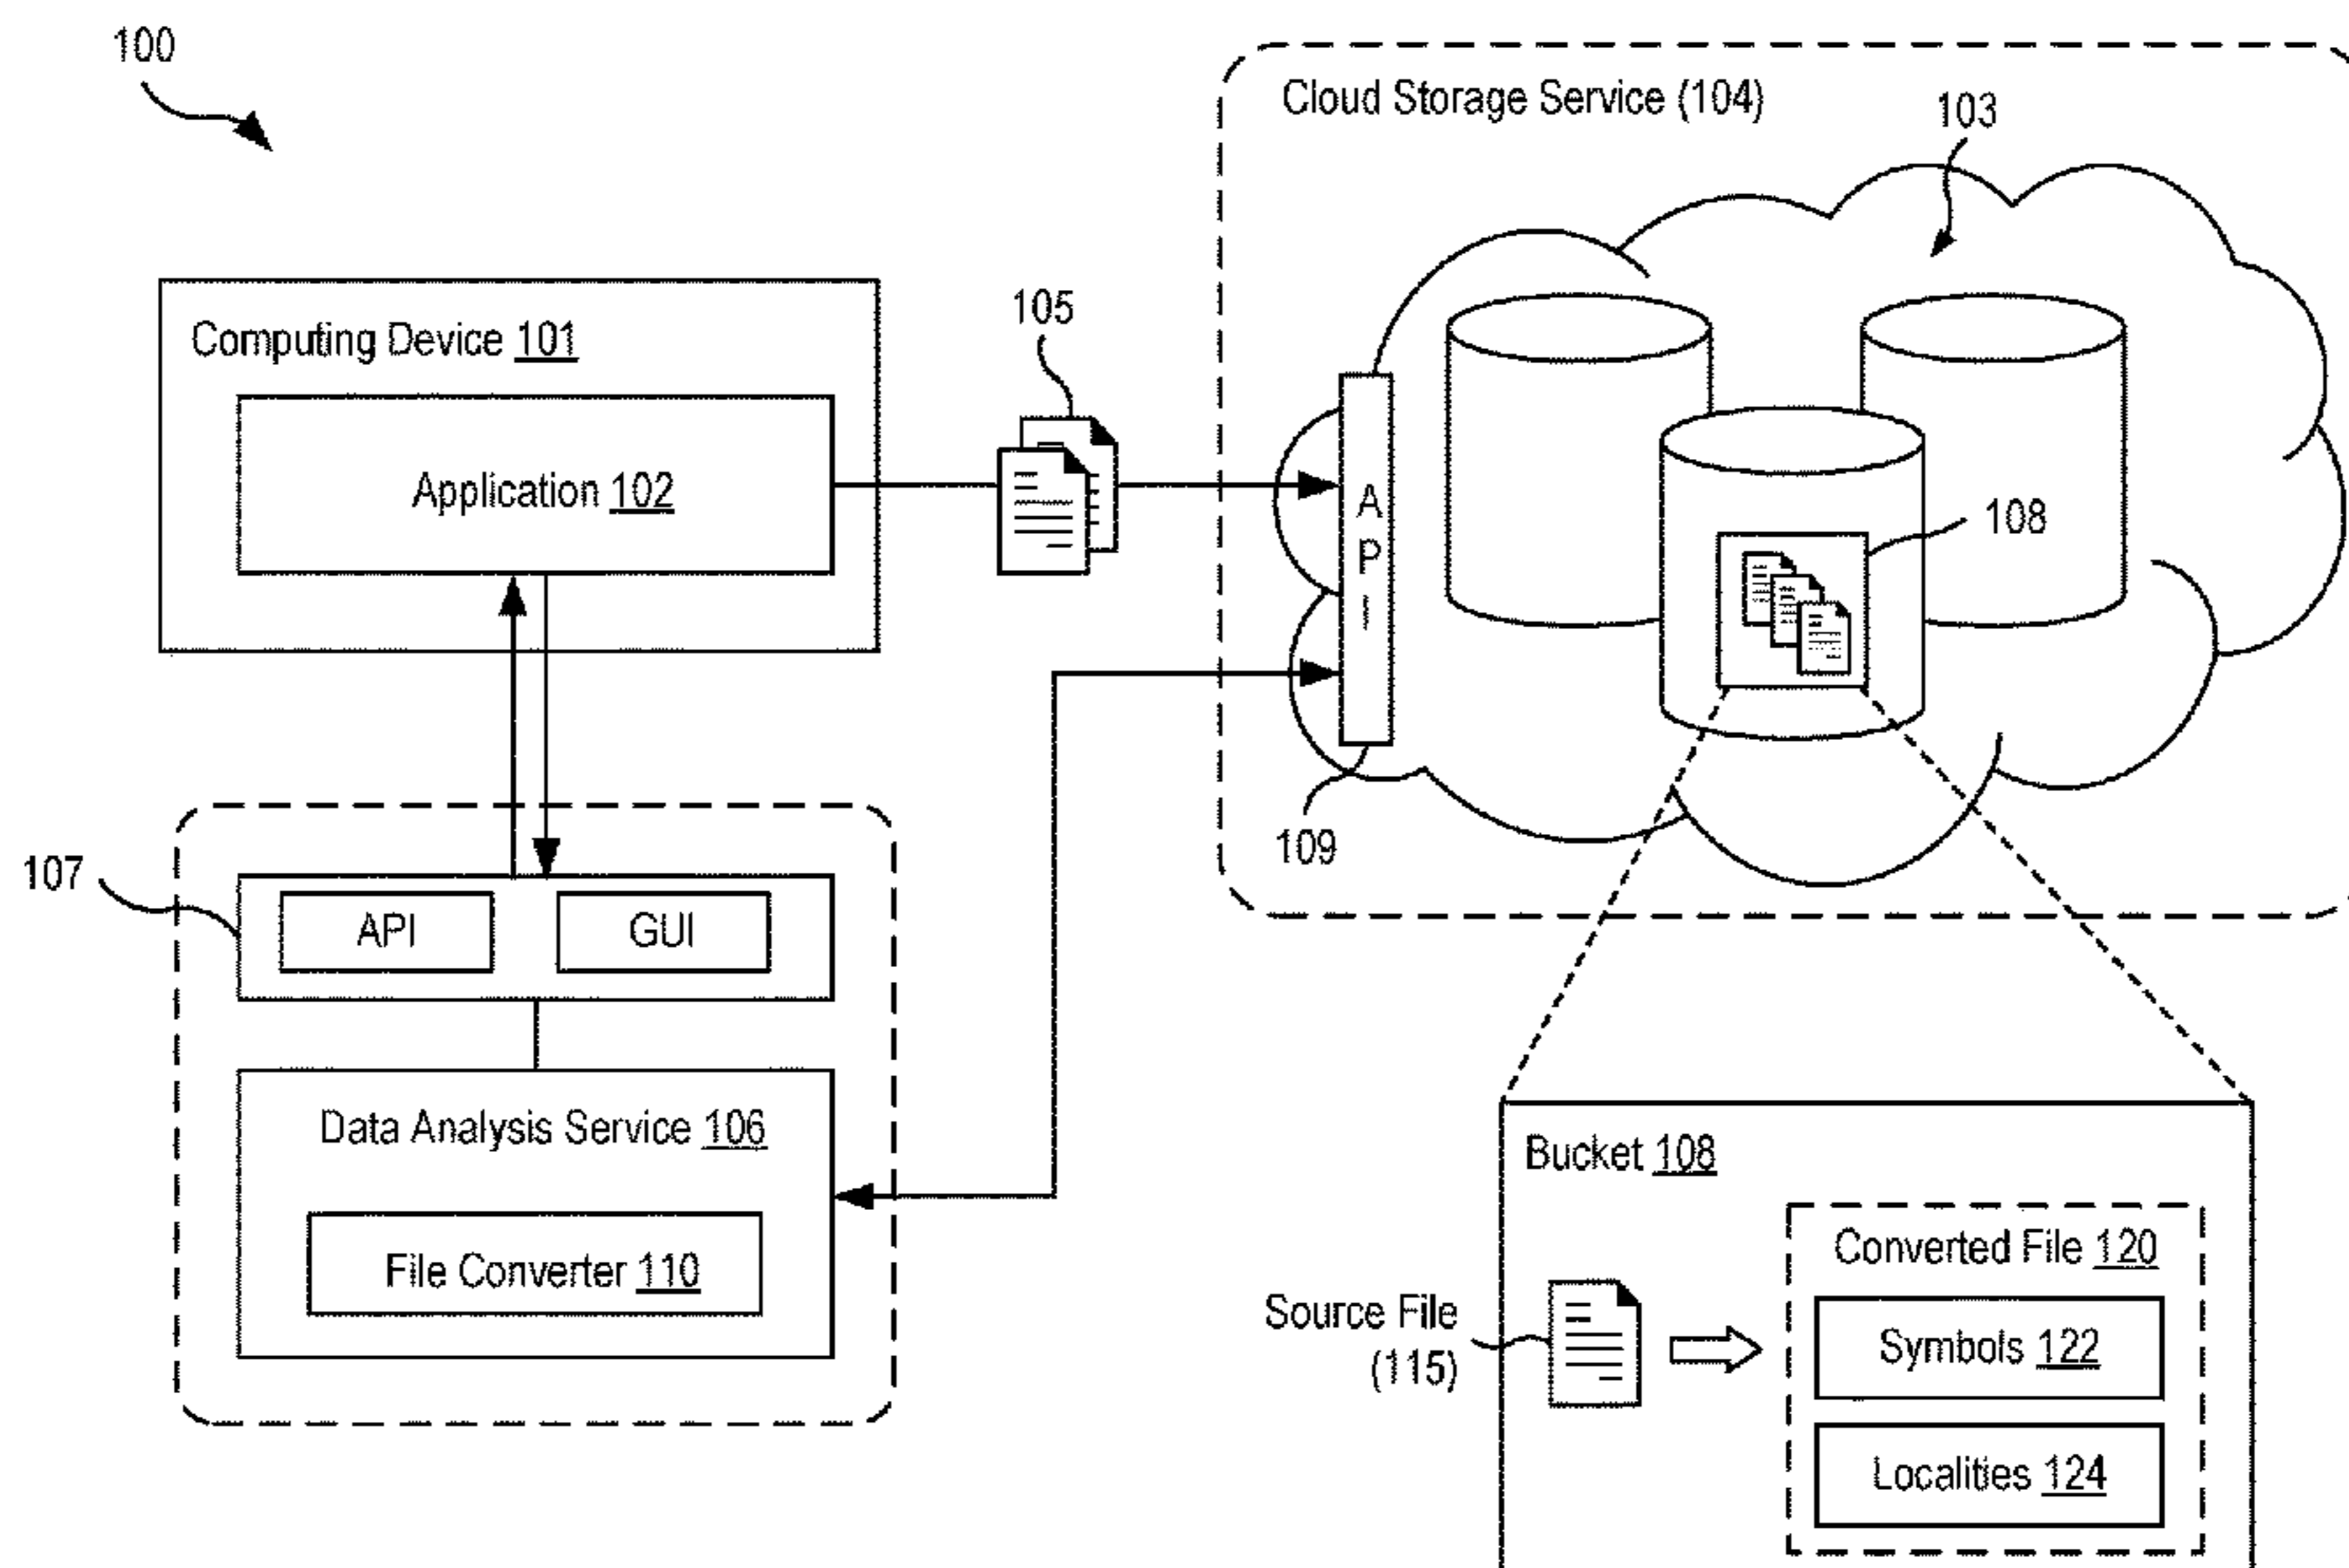 100
Cloud Storage Service (104)
103
Computing Device 101
105
Application 102
A
P
I
108
109
107
API
GUI
Data Analysis Service 106
File Converter 110
Bucket 108
Converted File 120
Source File
(115)
Symbols 122
Localities 124